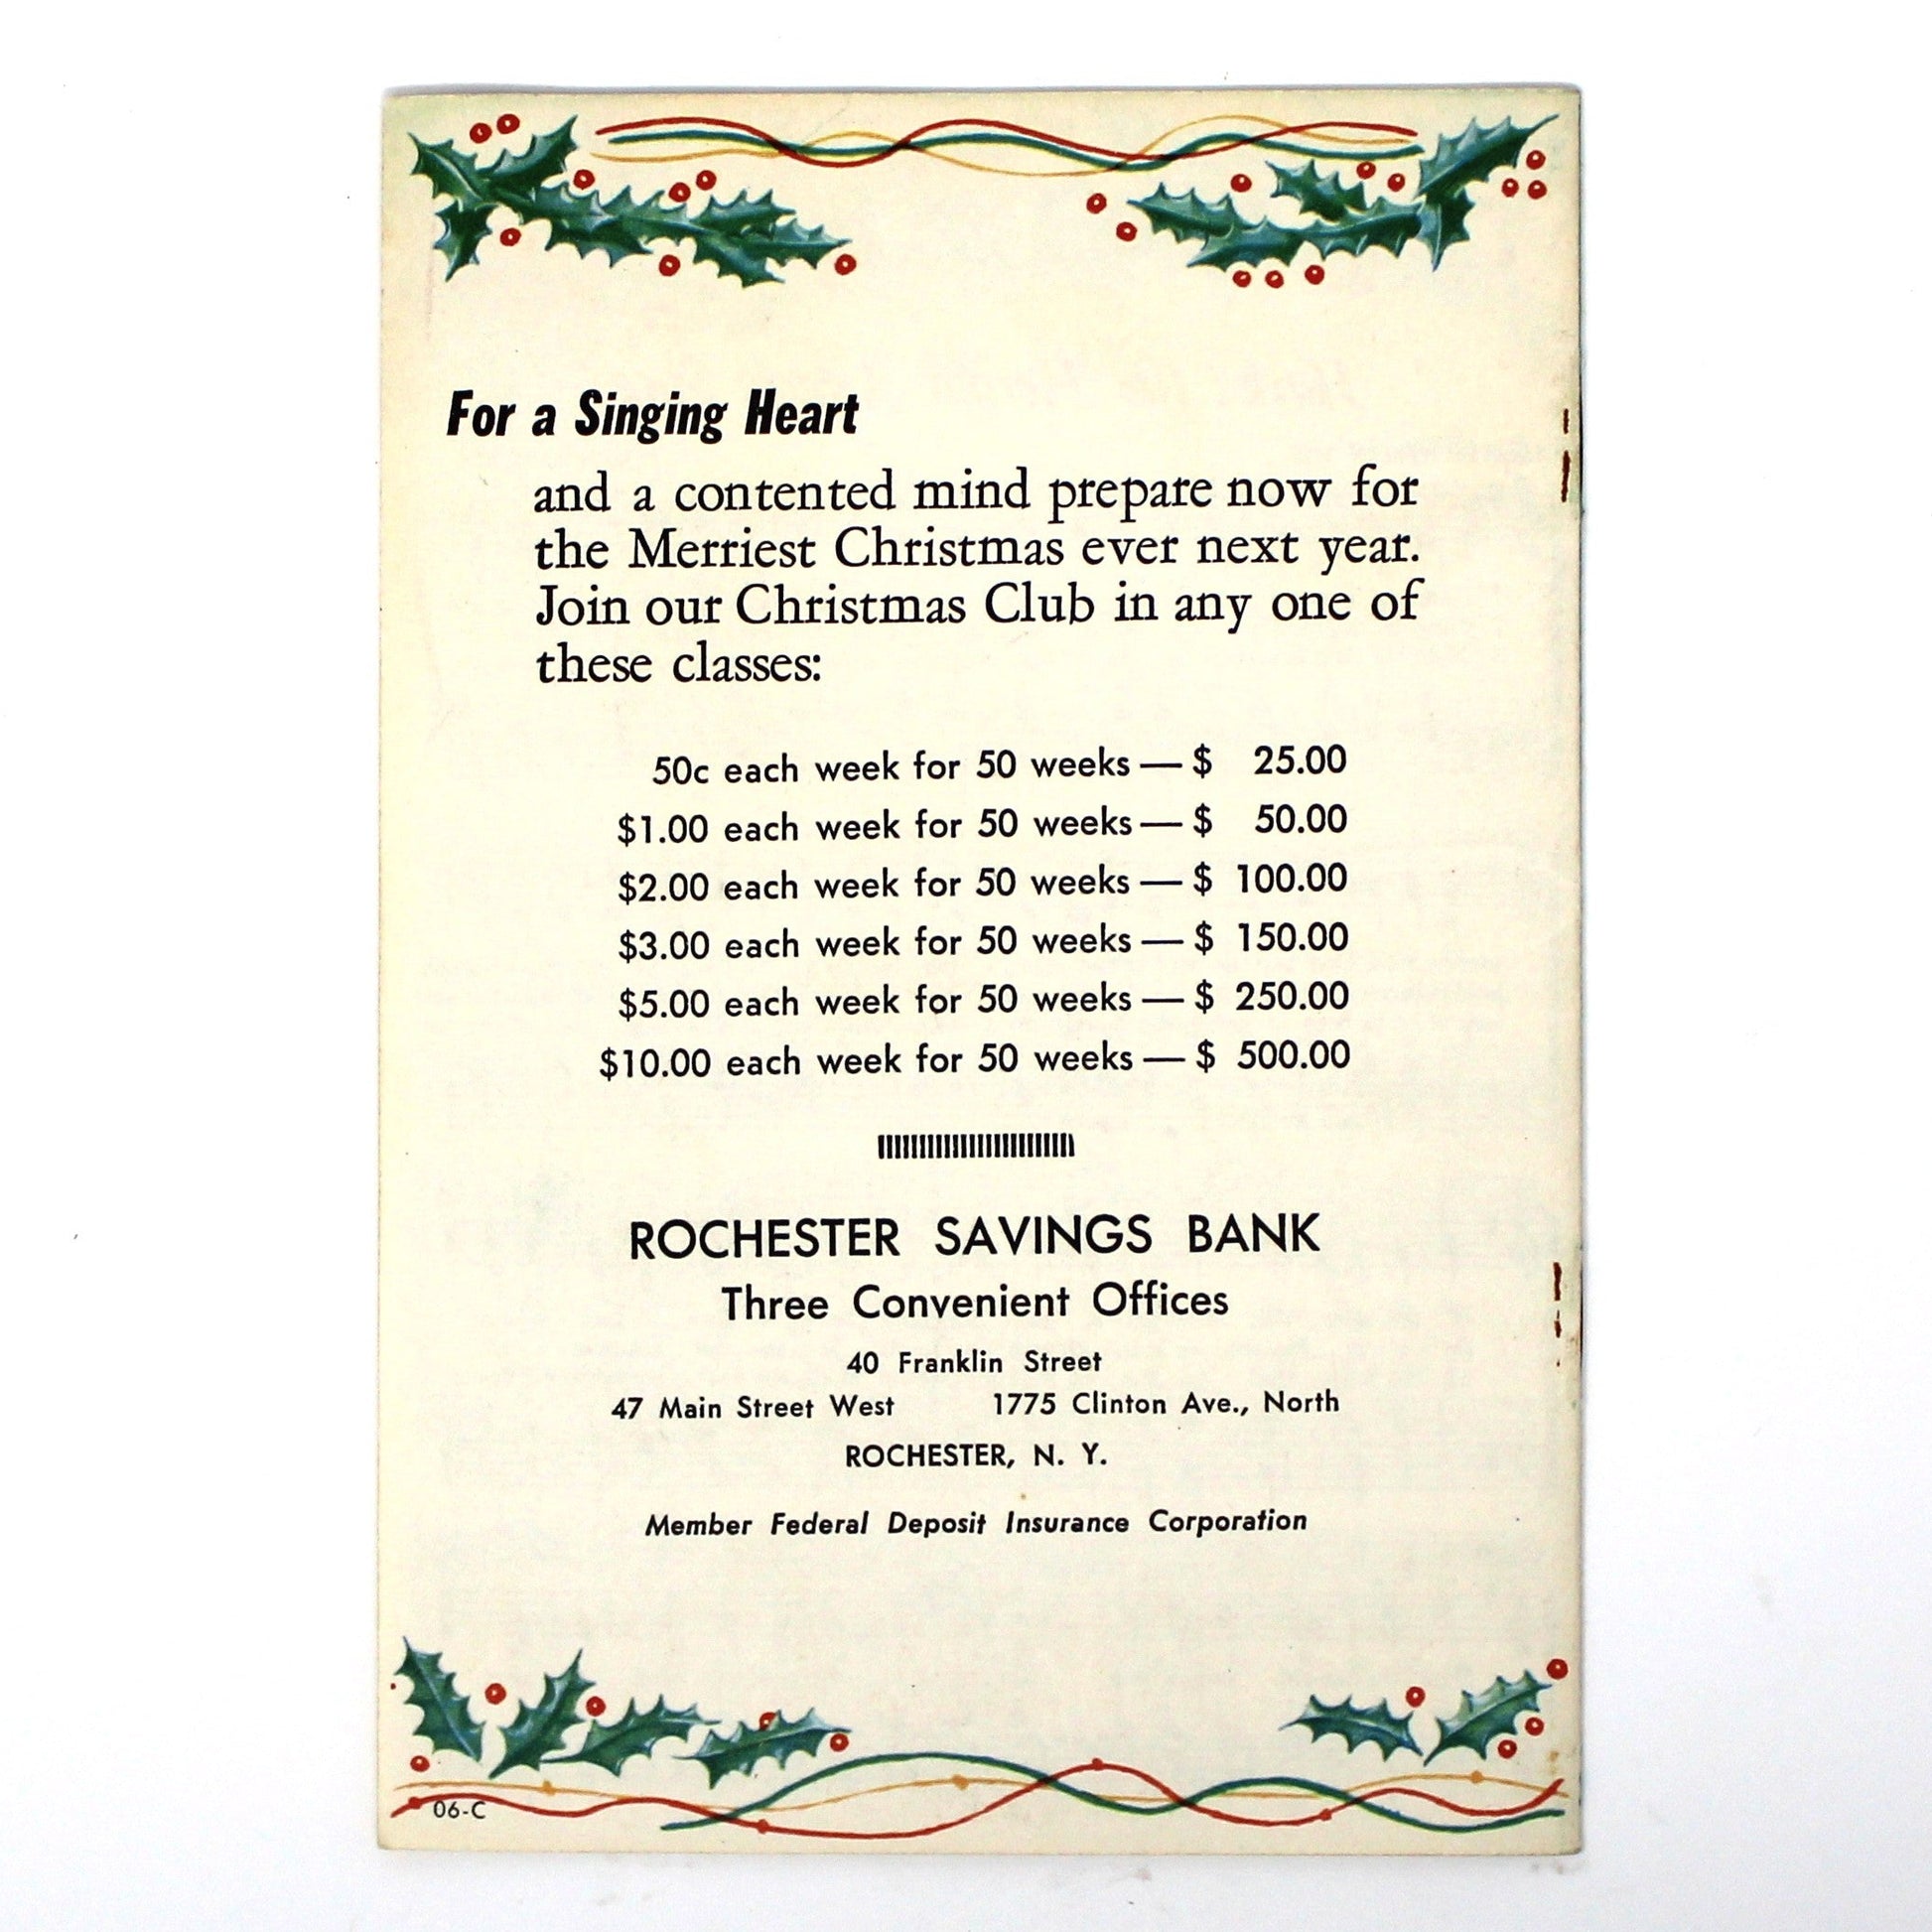 For a Singing Heart
and a contented mind prepare now for
the Merriest Christmas ever next year.
Join our Christmas Club in any one of
these classes:
50c each week for 50 weeks — $ 25.00
$1.00 each week for 50 weeks — $ 50.00
$2.00 each week for 50 weeks — $ 100.00
$3.00 each week for 50 weeks — $ 150.00
$5.00 each week for 50 weeks — $ 250.00
$10.00 each week for 50 weeks — $ 500.00
ROCHESTER SAVINGS BANK
Three Convenient Offices
40 Franklin Street
47 Main Street West 1775 Clinton Ave., North
ROCHESTER, N. Y.
Member Federal Deposit Insurance Corporation
06-C